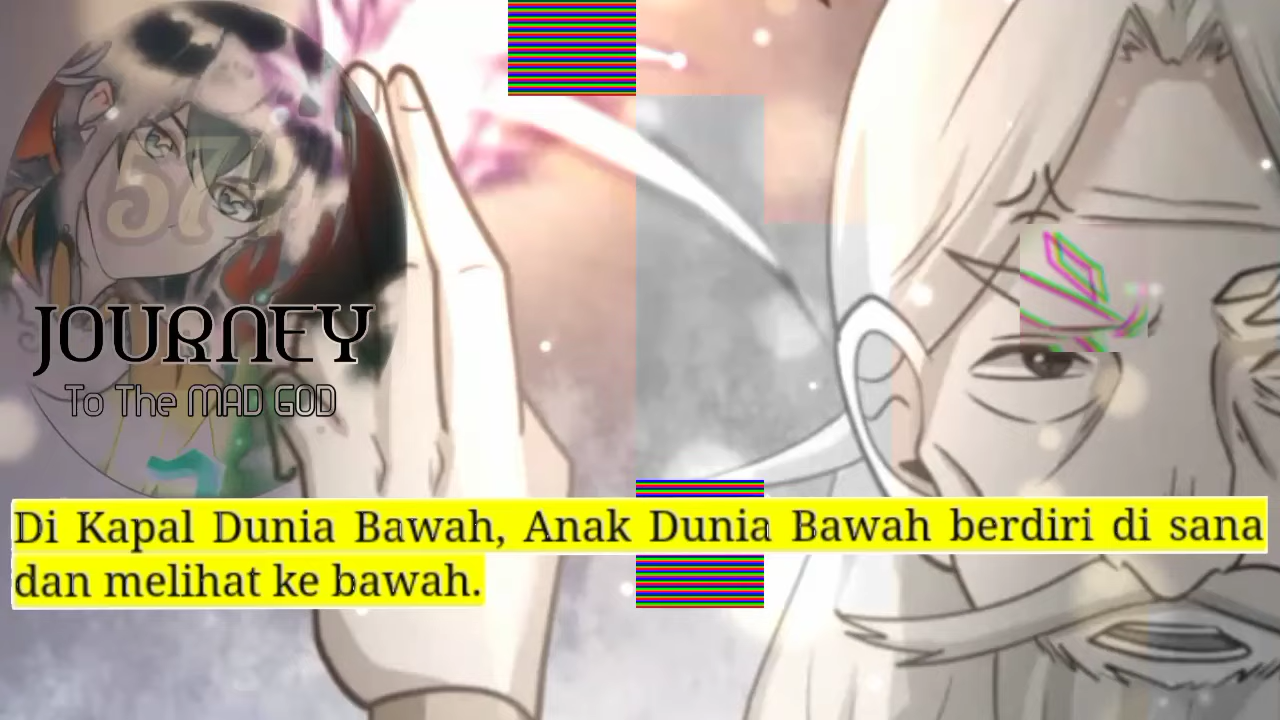 JOURNEY
To The MAD GOD
Di Kapal Dunia Bawah, Anak Dunia Bawah berdiri di sana
dan melihat ke bawah.